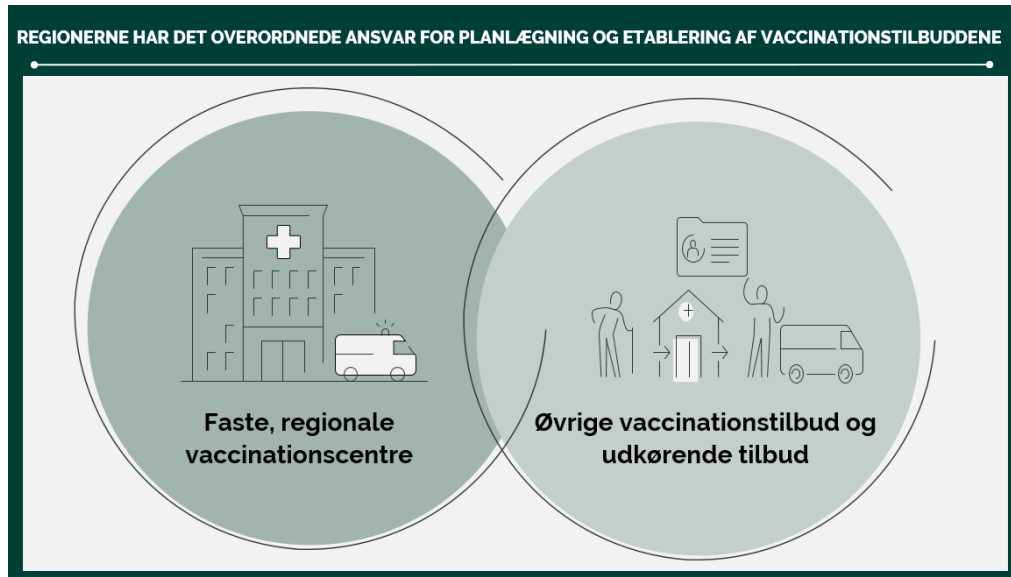 REGIONERNE HAR DET OVERORDNEDE ANSVAR FOR PLANLÆGNING OG ETABLERING AF VACCINATIONSTILBUDDENE
Faste, regionale
vaccinationscentre
Øvrige vaccinationstilbud og
udkørende tilbud